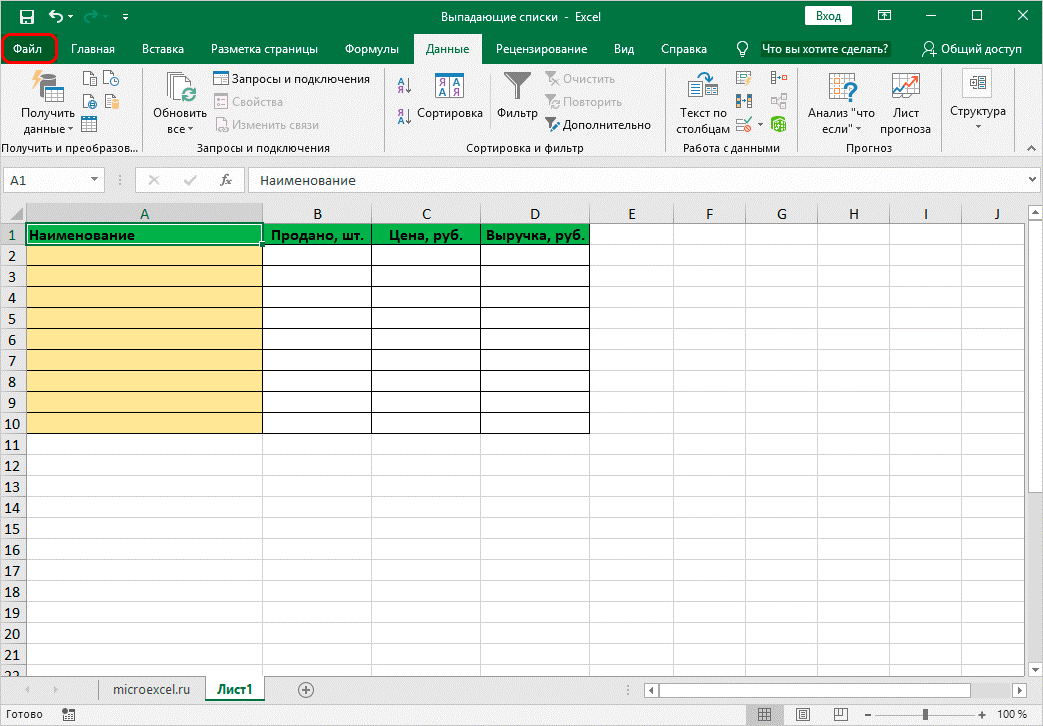 Выпадающие списки - Excel
Вход
Файл Главная Вставка Разметка страницы Формулы Данные Рецензирование Вид Справка Что вы хотите сделать? Общий доступ
Получить данные
Обновить все
Запросы и подключения
Свойства
Изменить связи
А Я
Я А
Я А А Я
Сортировка
Фильтр
Очистить
Повторить
Дополнительно
Текст по столбцам
Анализ "что если"
Лист прогноза
Структура
Получить и преобразов... Запросы и подключения Сортировка и фильтр Работа с данными Прогноз
A1 fx Наименование
A B C D E F G H I J
1 Наименование Продано, шт. Цена, руб. Выручка, руб.
2
3
4
5
6
7
8
9
10
11
12
13
14
15
16
17
18
19
20
21
22
microexcel.ru Лист1
Готово 100 %